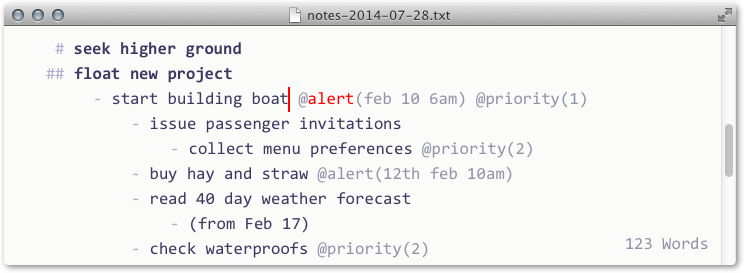 notes-2014-07-28.txt
# seek higher ground
## float new project
- start building boat @alert(feb 10 6am) @priority(1)
- issue passenger invitations
- collect menu preferences @priority(2)
- buy hay and straw @alert(12th feb 10am)
- read 40 day weather forecast
- (from Feb 17)
- check waterproofs @priority(2)
123 Words